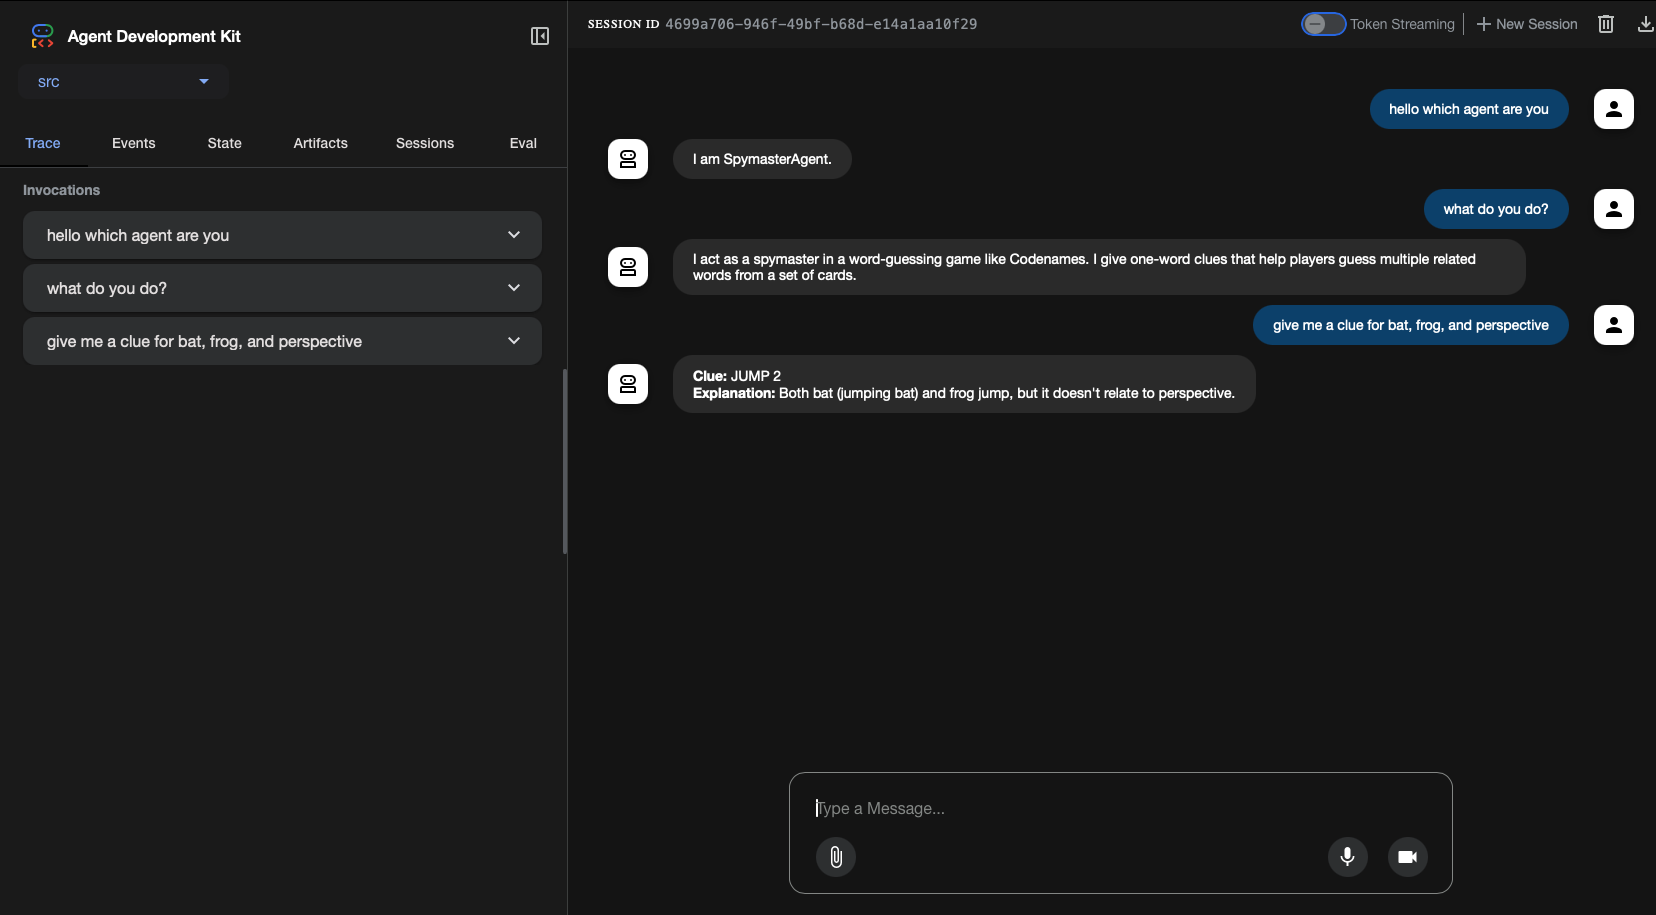 Agent Development Kit
src
Trace Events State Artifacts Sessions Eval
Invocations
hello which agent are you
what do you do?
give me a clue for bat, frog, and perspective
SESSION ID 4699a706-946f-49bf-b68d-e14a1aa10f29
Token Streaming
New Session
hello which agent are you
I am SpymasterAgent.
what do you do?
I act as a spymaster in a word-guessing game like Codenames. I give one-word clues that help players guess multiple related
words from a set of cards.
give me a clue for bat, frog, and perspective
Clue: JUMP 2
Explanation: Both bat (jumping bat) and frog jump, but it doesn't relate to perspective.
Type a Message...